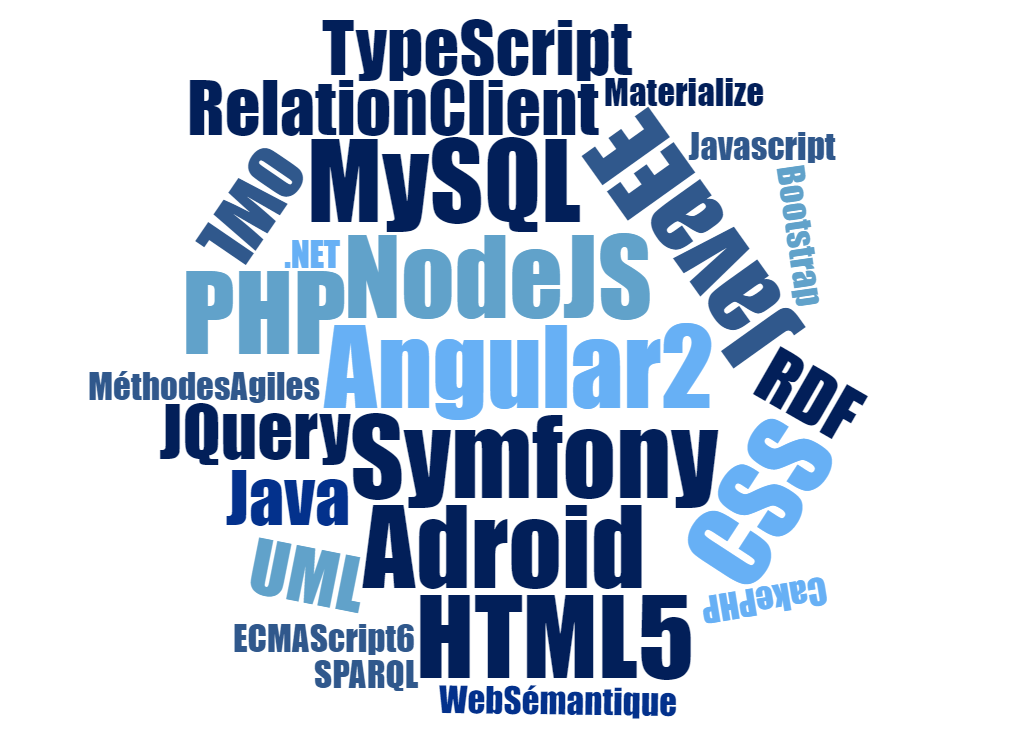 TypeScript
RelationClient
Materialize
JavaEE
Javascript
MySQL
OWL
Bootstrap
.NET
NodeJS
PHP
Angular2
RDF
MéthodesAgiles
JQuery
Symfony
CSS
Java
Adroid
UML
CakePHP
HTML5
ECMAScript6
SPARQL
WebSémantique